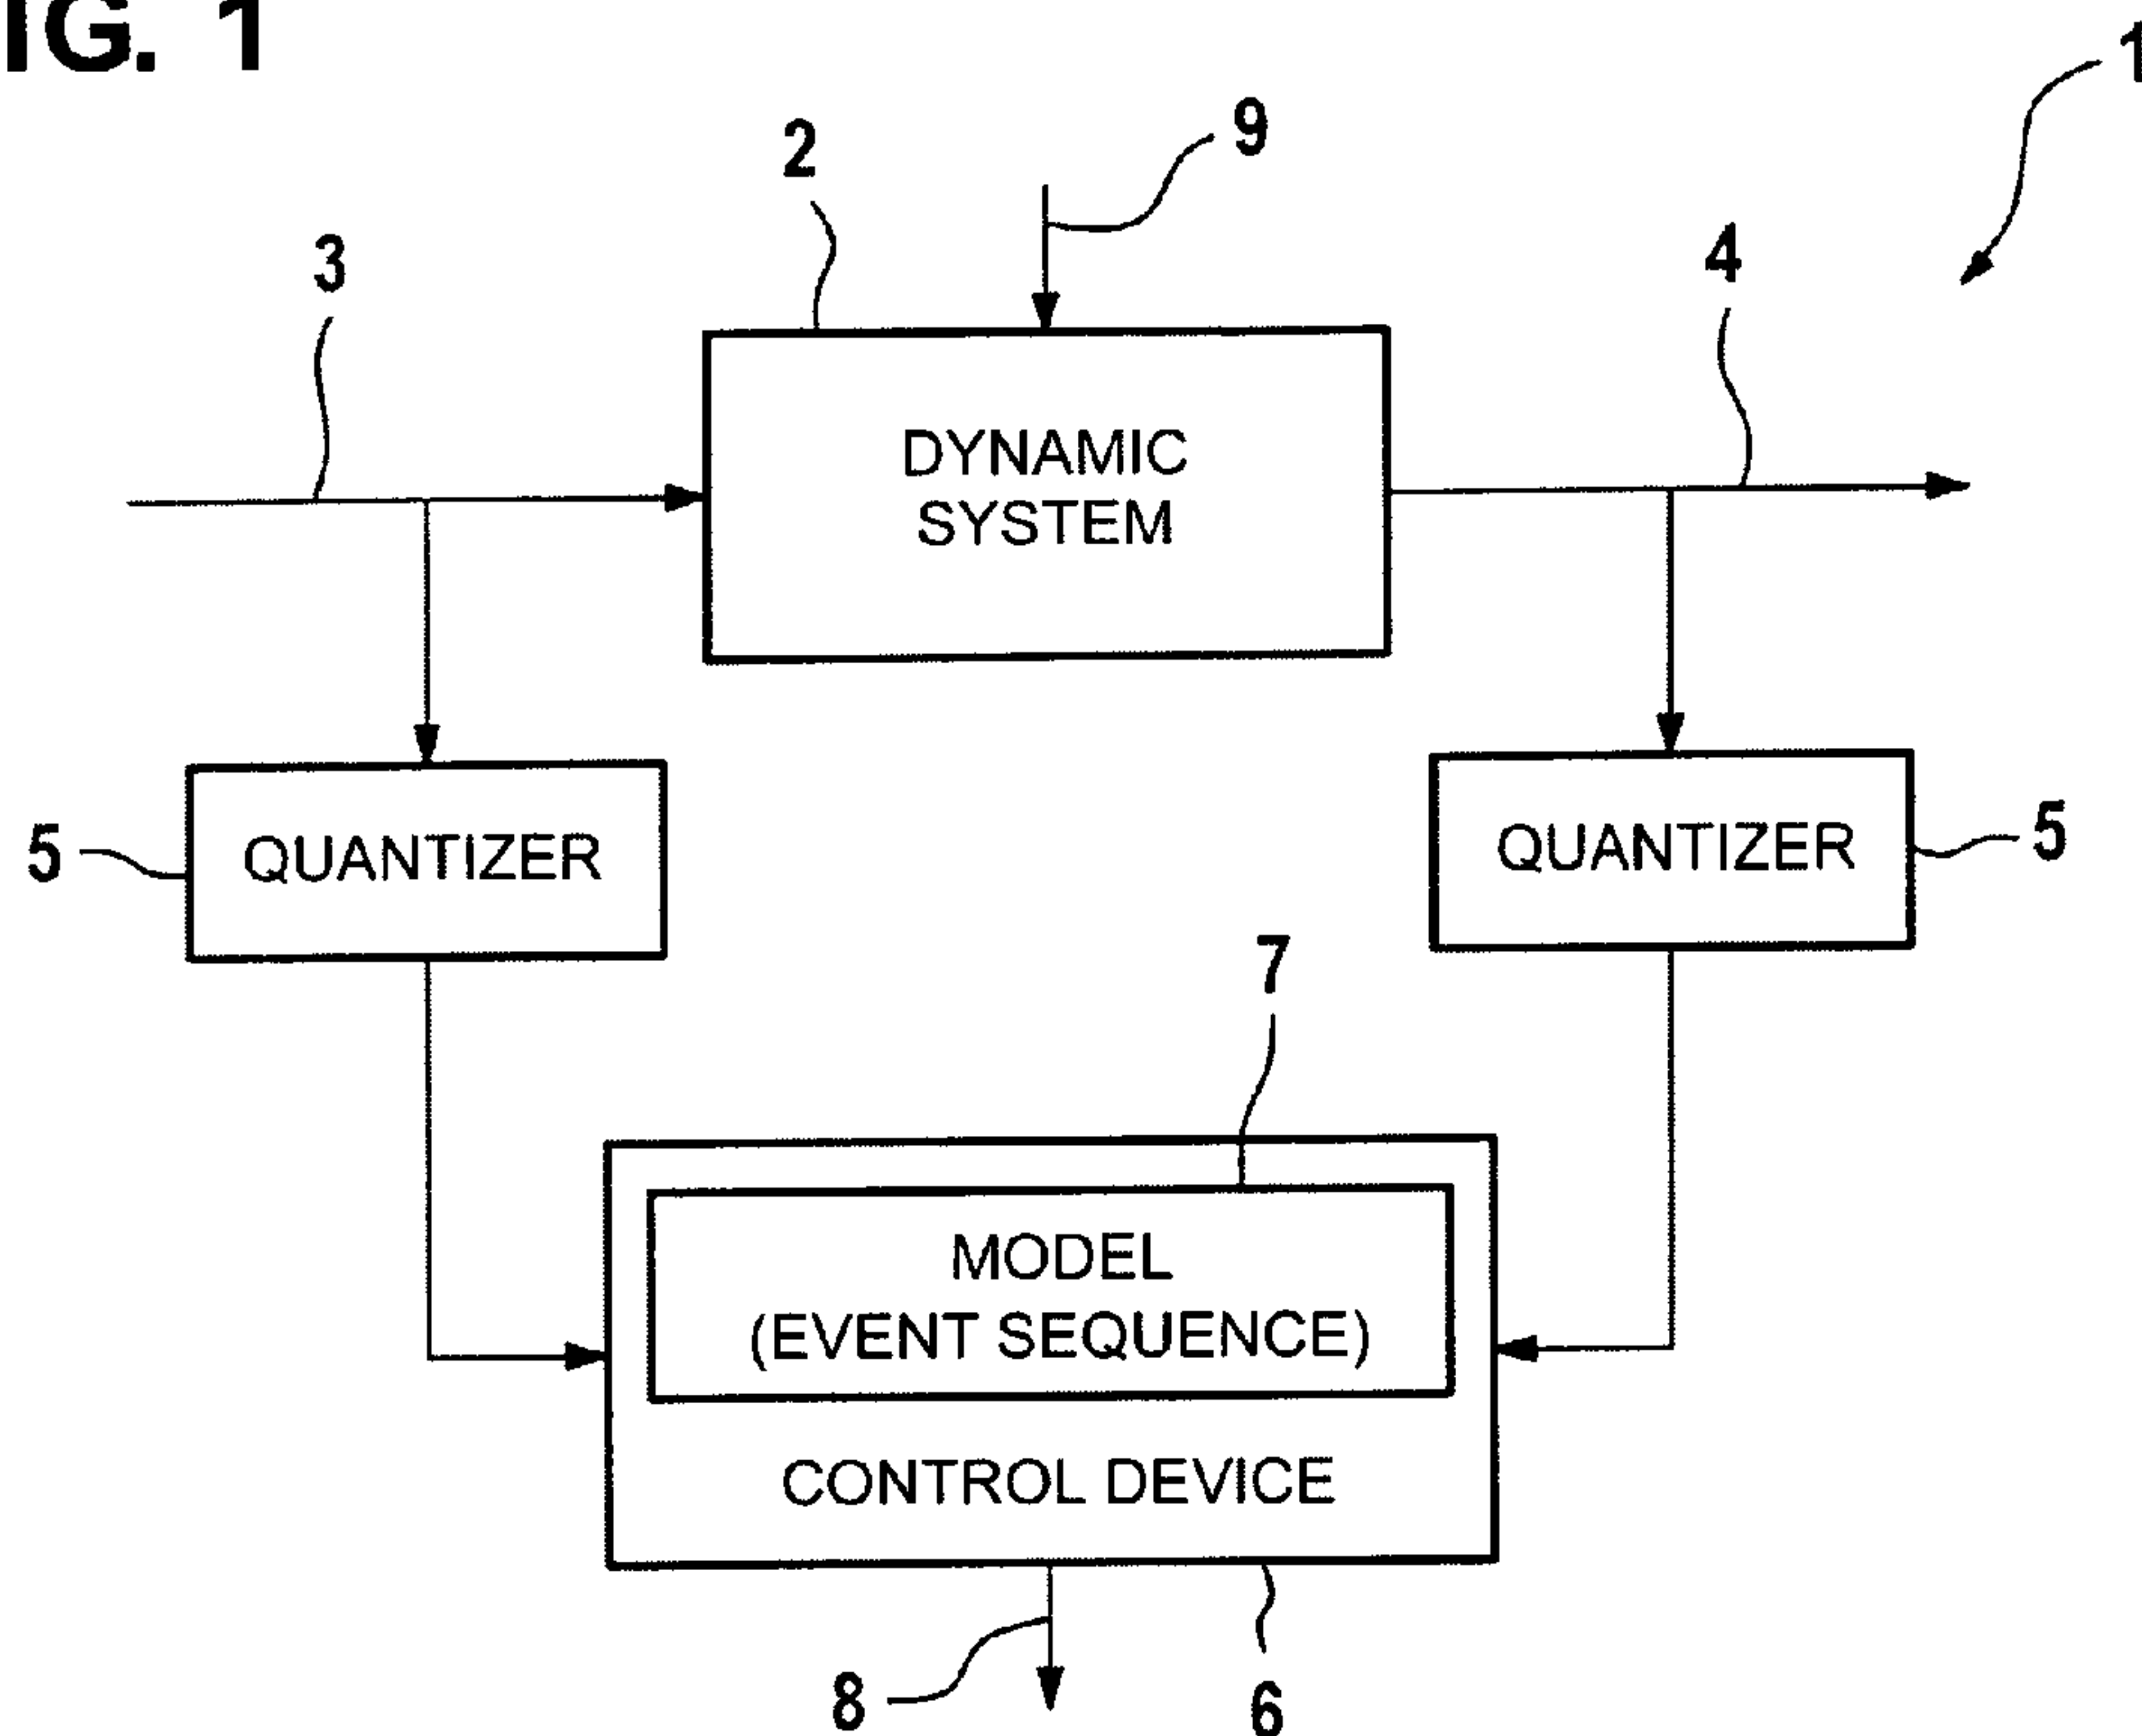 IG. 1
1
2
9
3
4
DYNAMIC
SYSTEM
5
QUANTIZER
QUANTIZER
5
7
MODEL
(EVENT SEQUENCE)
CONTROL DEVICE
8
6